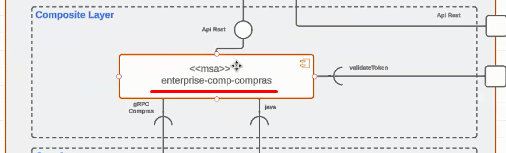 Composite Layer
Api Rest
Api Rest
<<msa>>
enterprise-comp-compras
validateToken
gRPC
Compras
java